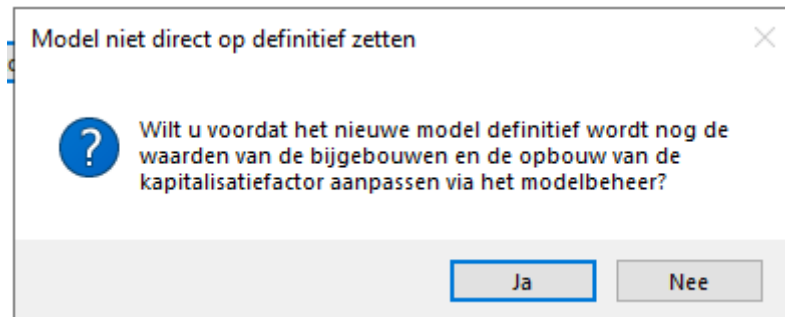 Model niet direct op definitief zetten
Wilt u voordat het nieuwe model definitief wordt nog de
waarden van de bijgebouwen en de opbouw van de
kapitalisatiefactor aanpassen via het modelbeheer?
Ja
Nee